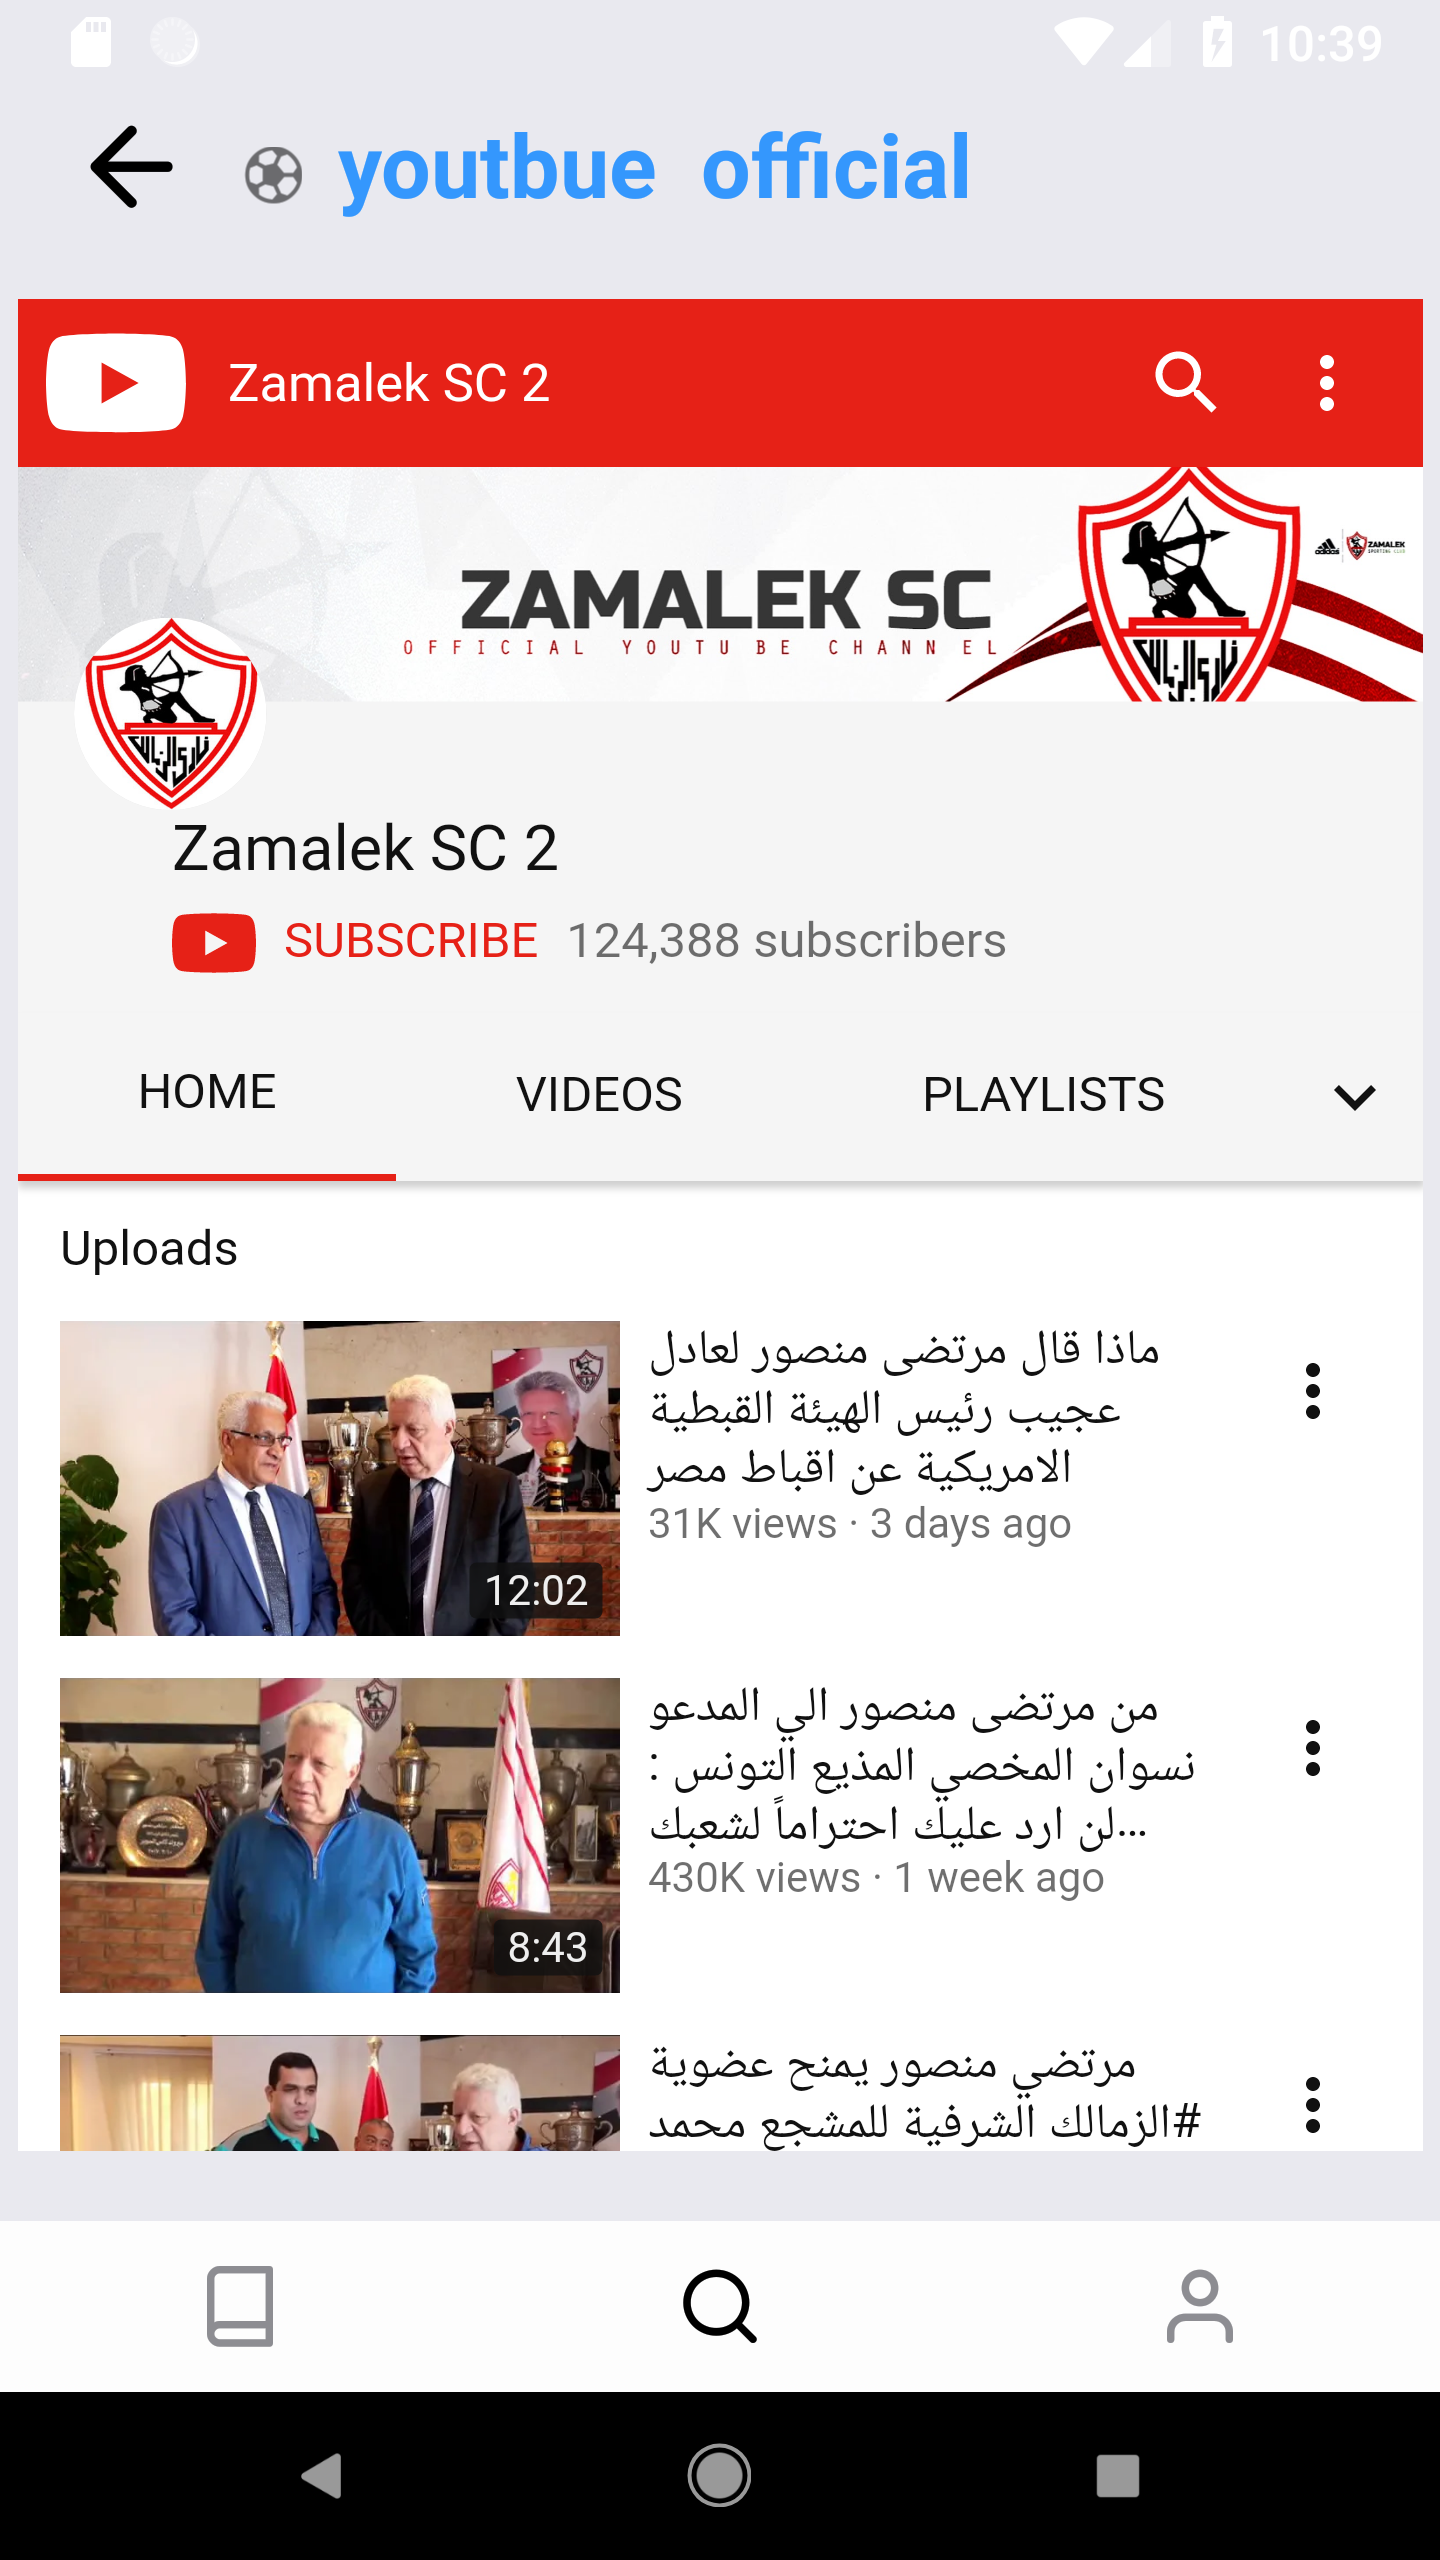 10:39
youtbue official
Zamalek SC 2
ZAMALEK SC
OFFICIAL YOUTUBE CHANNEL
adidas
ZAMALEK
SPORTING CLUB
Zamalek SC 2
SUBSCRIBE 124,388 subscribers
HOME VIDEOS PLAYLISTS
Uploads
ماذا قال مرتضى منصور لعادل
عجيب رئيس الهيئة القبطية
الامريكية عن اقباط مصر
31K views · 3 days ago
12:02
من مرتضى منصور الي المدعو
نسوان المخصي المذيع التونس :
لن ارد عليك احتراماً لشعبك...
430K views · 1 week ago
8:43
مرتضي منصور يمنح عضوية
#الزمالك الشرفية للمشجع محمد